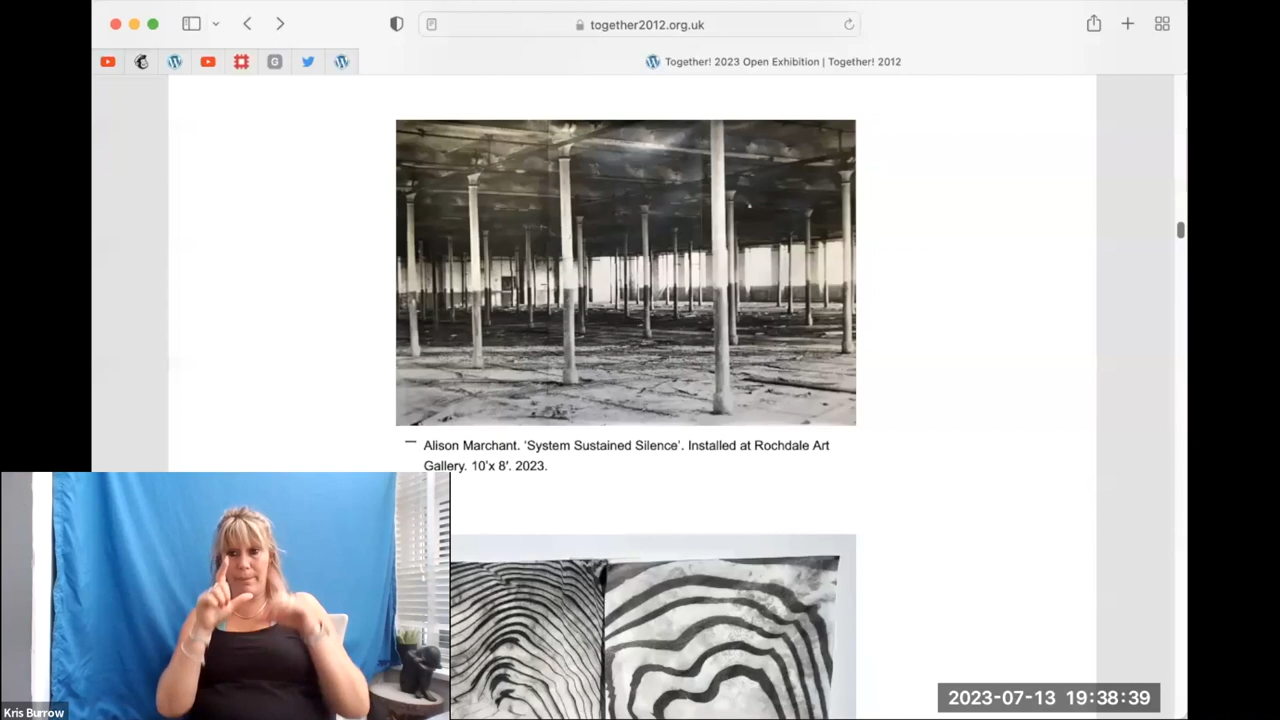 together2012.org.uk
G
Together! 2023 Open Exhibition | Together! 2012
Alison Marchant. ‘System Sustained Silence’. Installed at Rochdale Art
Gallery. 10’x 8′. 2023.
Kris Burrow
2023-07-13 19:38:39